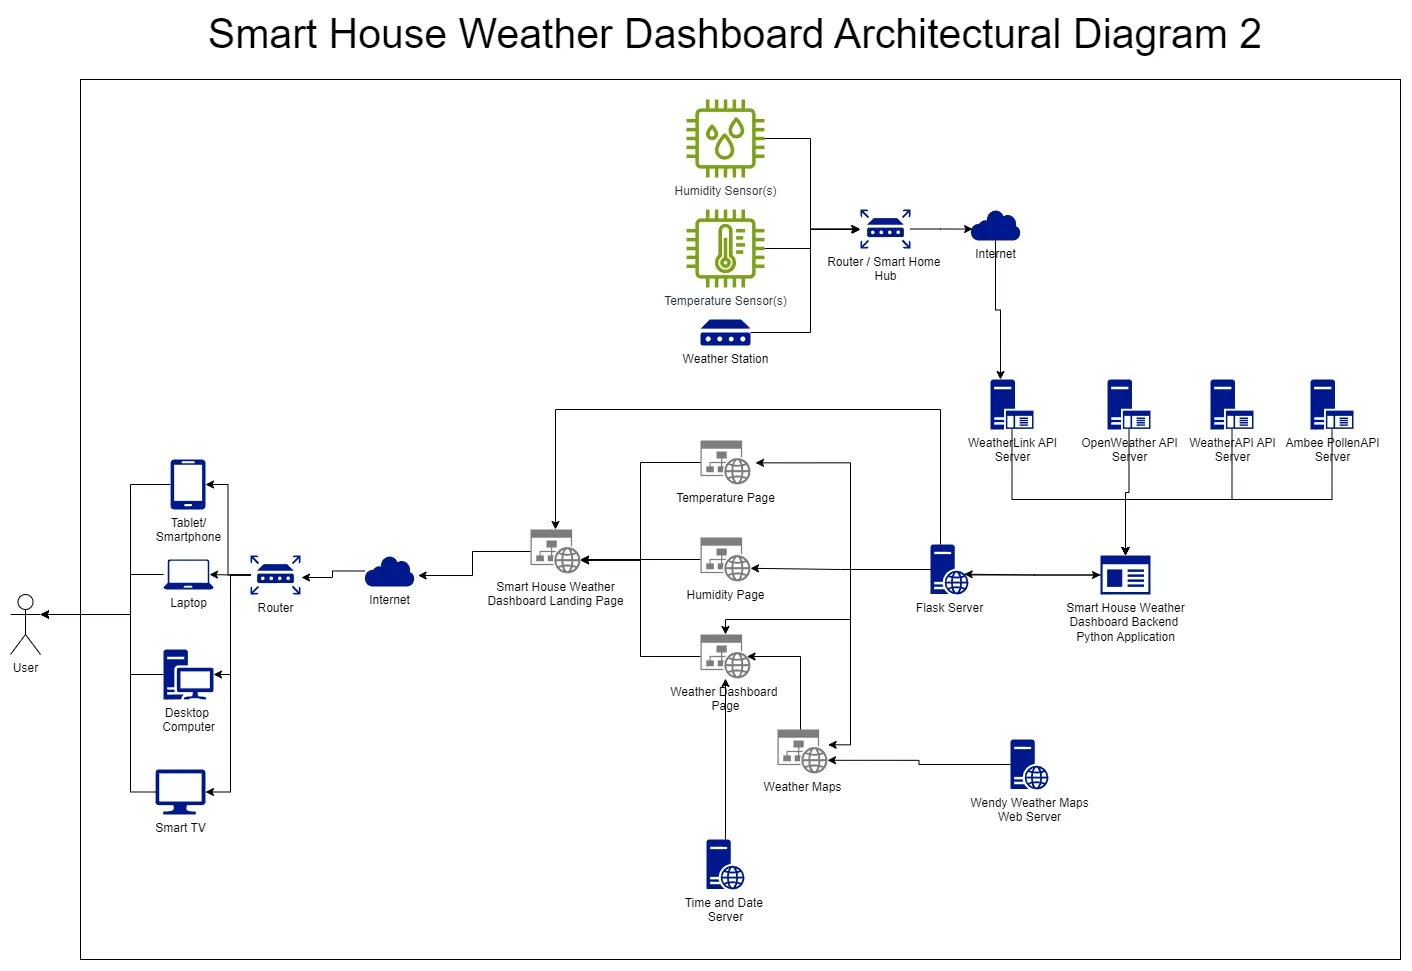 Smart House Weather Dashboard Architectural Diagram 2
Humidity Sensor(s)
Temperature Sensor(s)
Weather Station
Router / Smart Home
Hub
Internet
WeatherLink API
Server
OpenWeather API
Server
WeatherAPI API
Server
Ambee PollenAPI
Server
Tablet/
Smartphone
Laptop
Desktop
Computer
Smart TV
User
Router
Internet
Smart House Weather
Dashboard Landing Page
Temperature Page
Humidity Page
Weather Dashboard
Page
Weather Maps
Flask Server
Smart House Weather
Dashboard Backend
Python Application
Wendy Weather Maps
Web Server
Time and Date
Server